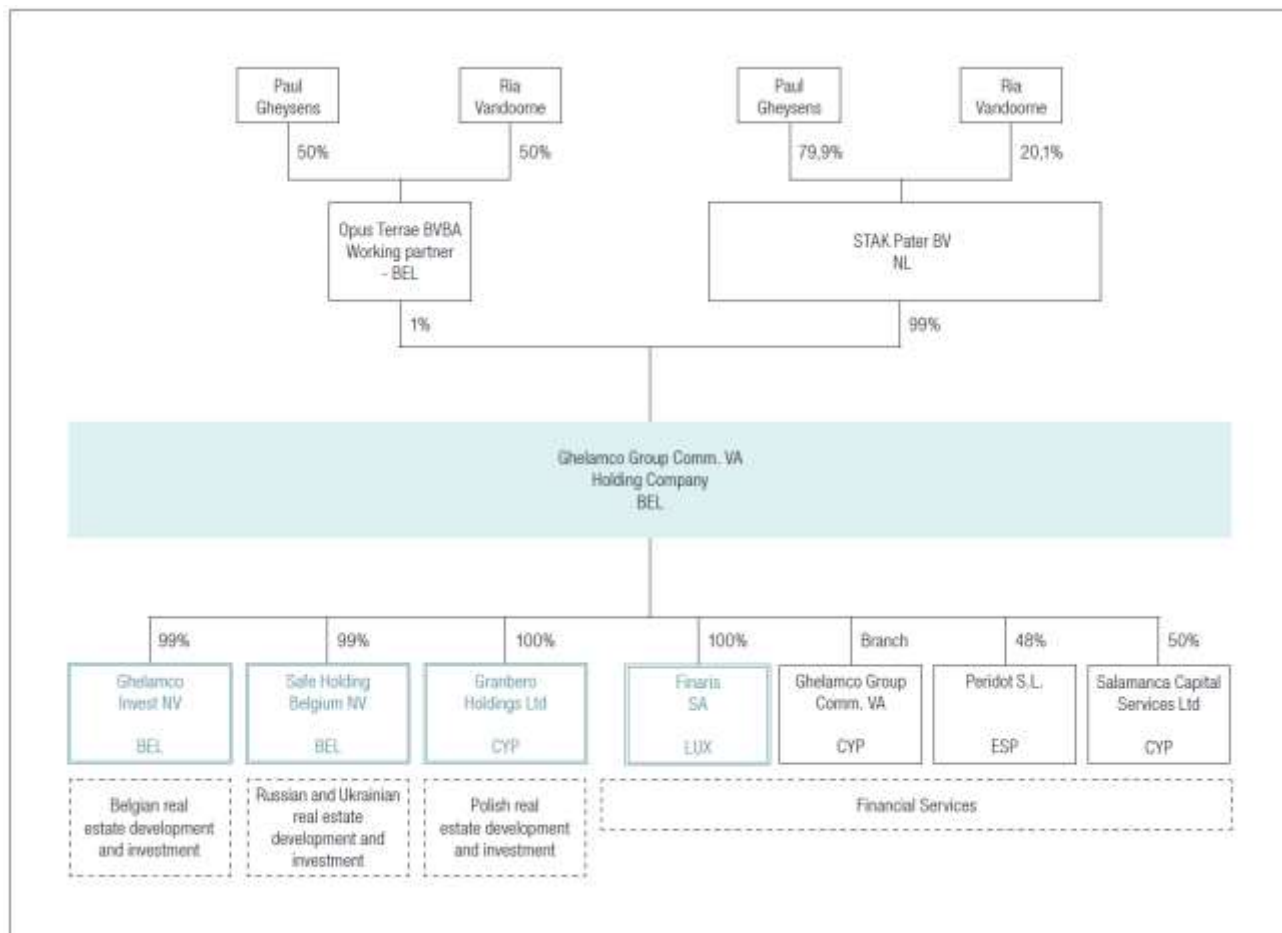 Paul
Gheysens
Ria
Vandoorne
Paul
Gheysens
Ria
Vandoorne
50%
50%
79,9%
20,1%
Opus Terrae BVBA
Working partner
- BEL
STAK Pater BV
NL
1%
99%
Ghelamco Group Comm. VA
Holding Company
BEL
99%
99%
100%
100%
Branch
48%
50%
Ghelamco
Invest NV
BEL
Safe Holding
Belgium NV
BEL
Granbero
Holdings Ltd
CYP
Finaris
SA
LUX
Ghelamco Group
Comm. VA
CYP
Peridot S.L.
ESP
Salamanca Capital
Services Ltd
CYP
Belgian real
estate development
and investment
Russian and Ukrainian
real estate
development and
investment
Polish real
estate development
and investment
Financial Services